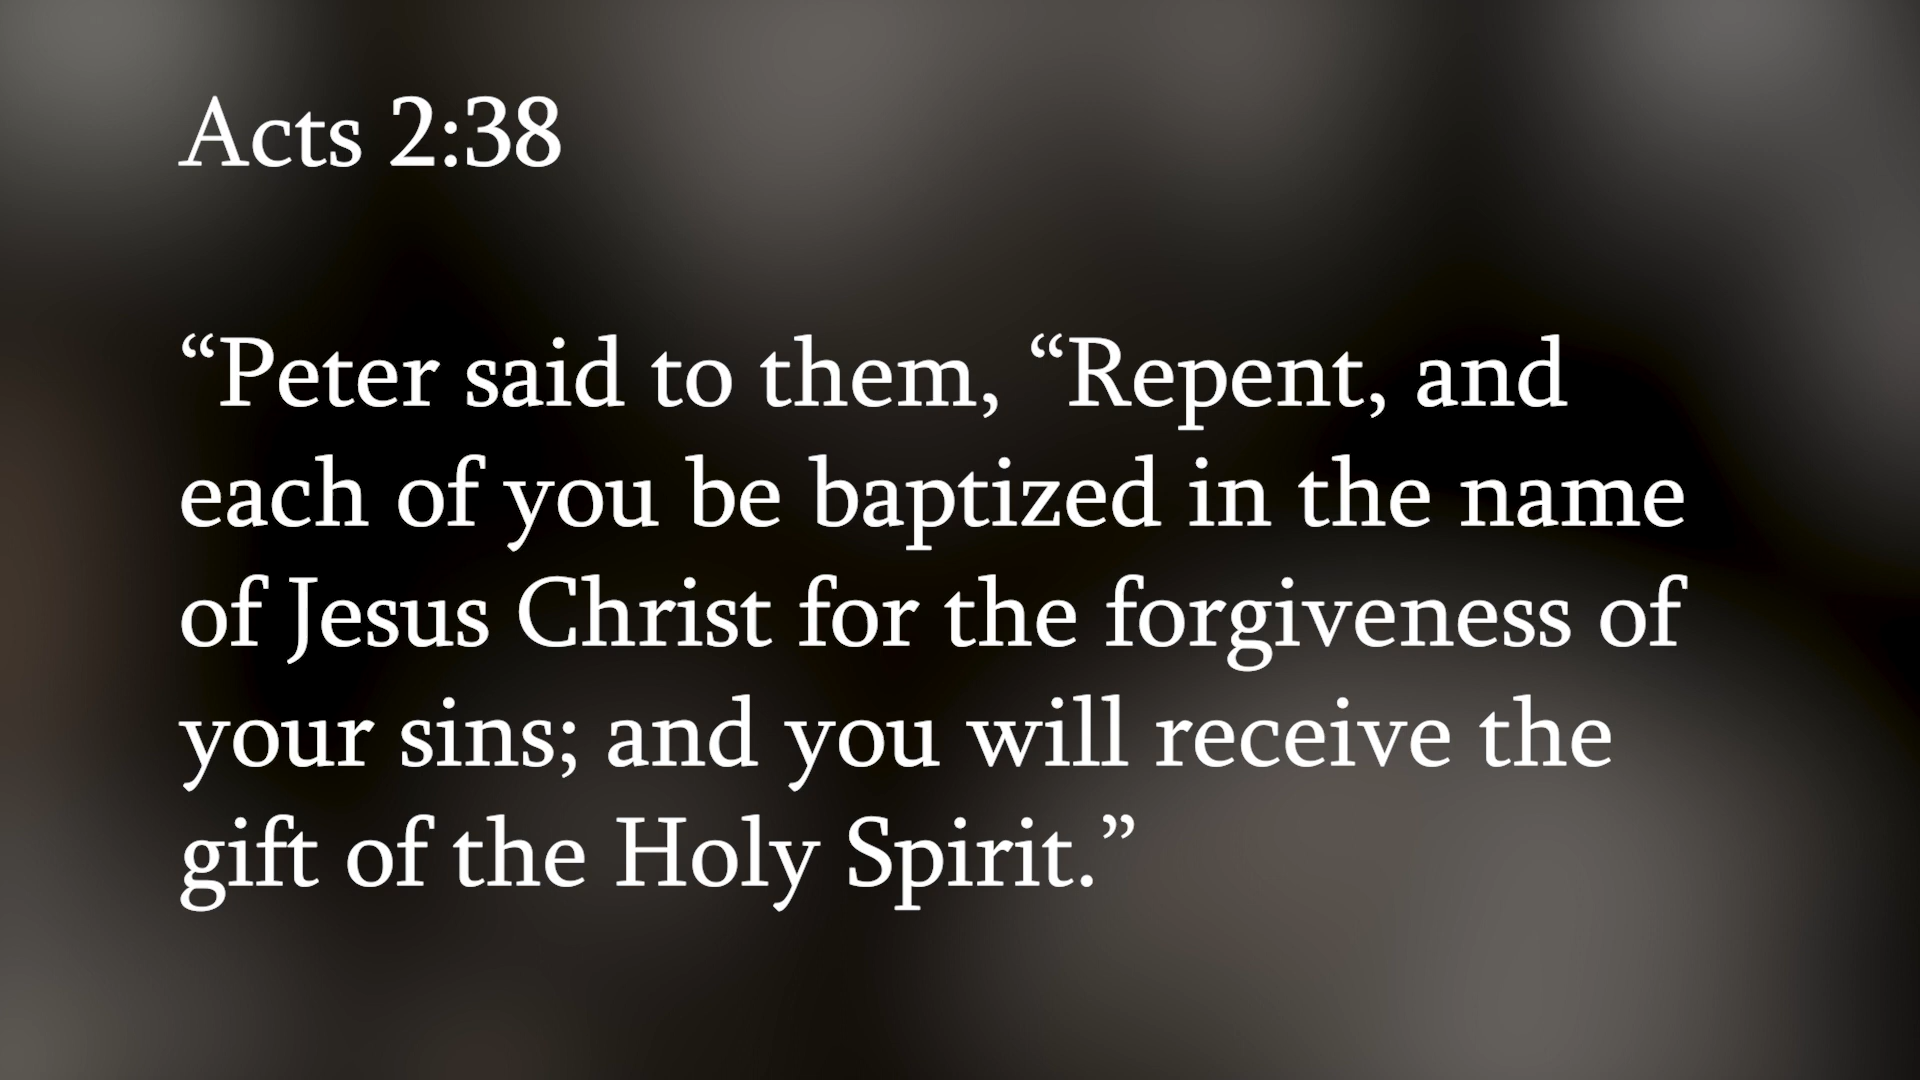 Acts 2:38
“Peter said to them, “Repent, and
each of you be baptized in the name
of Jesus Christ for the forgiveness of
your sins; and you will receive the
gift of the Holy Spirit.”